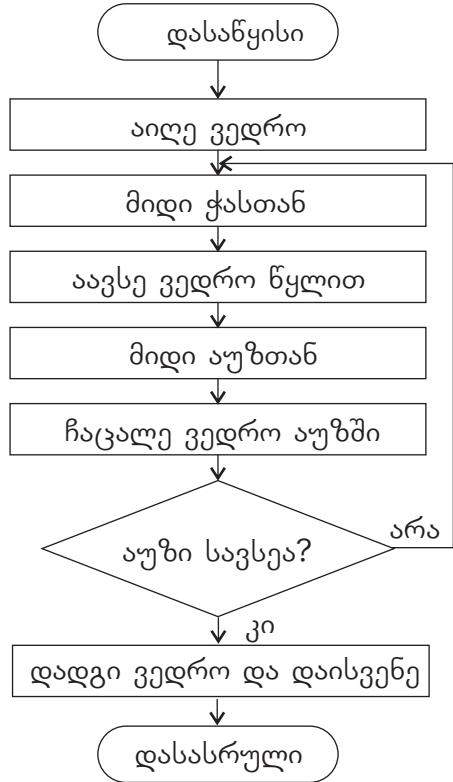 დასაწყისი
აიღე ვედრო
მიდი ჭასთან
აავსე ვედრო წყლით
მიდი აუზთან
ჩაცალე ვედრო აუზში
აუზი სავსეა?
არა
კი
დადგი ვედრო და დაისვენე
დასასრული